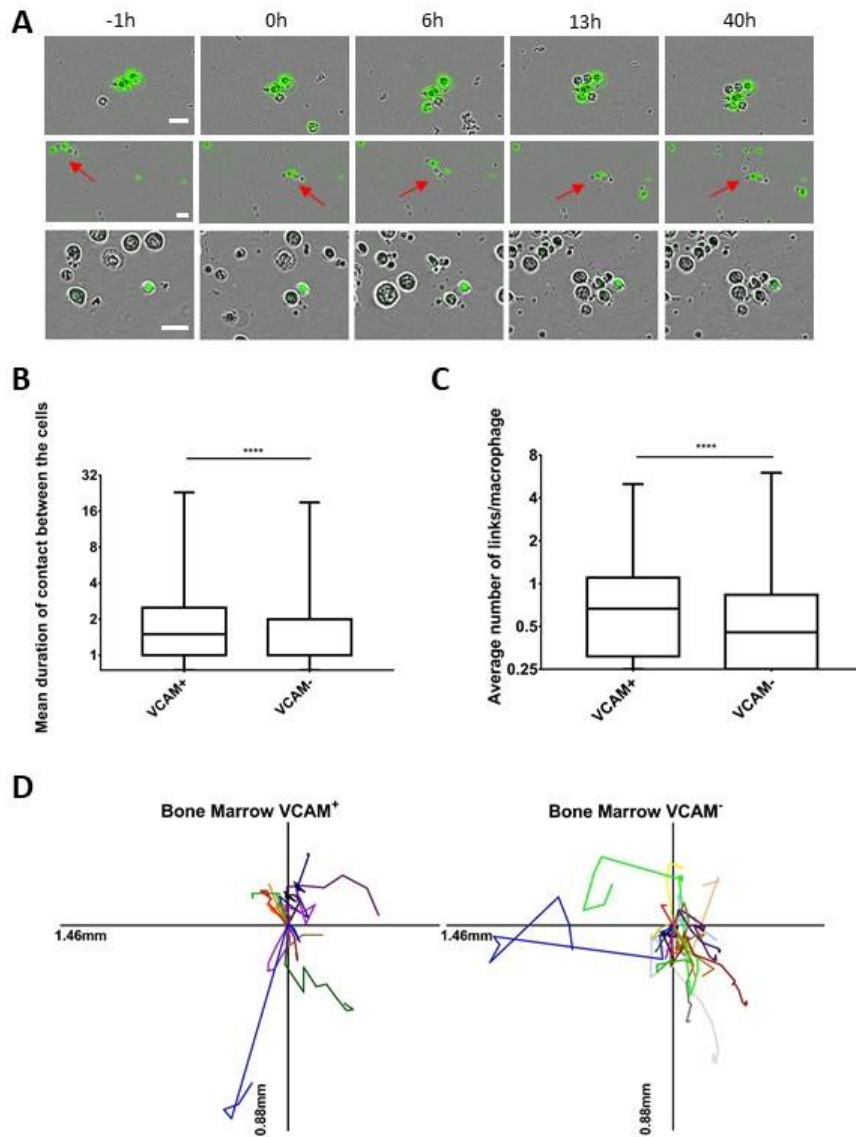 A
-1h 0h 6h 13h 40h
B
Mean duration of contact between the cells
32
16
8
4
2
1
****
VCAM+ VCAM-
C
Average number of links/macrophage
8
4
2
1
0.5
0.25
****
VCAM+ VCAM-
D
Bone Marrow VCAM+
1.46mm
0.88mm
Bone Marrow VCAM-
1.46mm
0.88mm